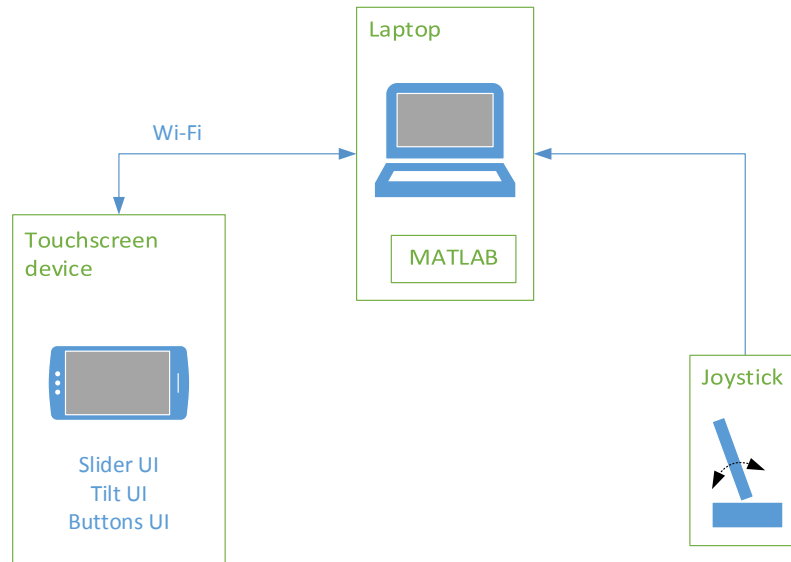 Laptop
Wi-Fi
MATLAB
Touchscreen
device
Slider UI
Tilt UI
Buttons UI
Joystick